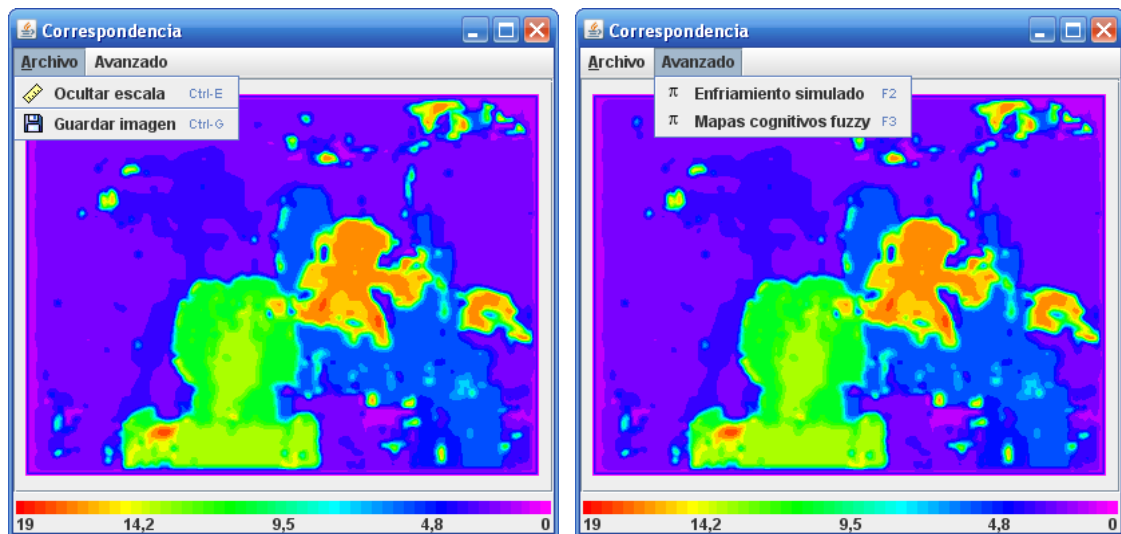 Correspondencia
Archivo Avanzado
Ocultar escala Ctrl-E
Guardar imagen Ctrl-G
19 14,2 9,5 4,8 0
Correspondencia
Archivo Avanzado
π Enfriamiento simulado F2
π Mapas cognitivos fuzzy F3
19 14,2 9,5 4,8 0